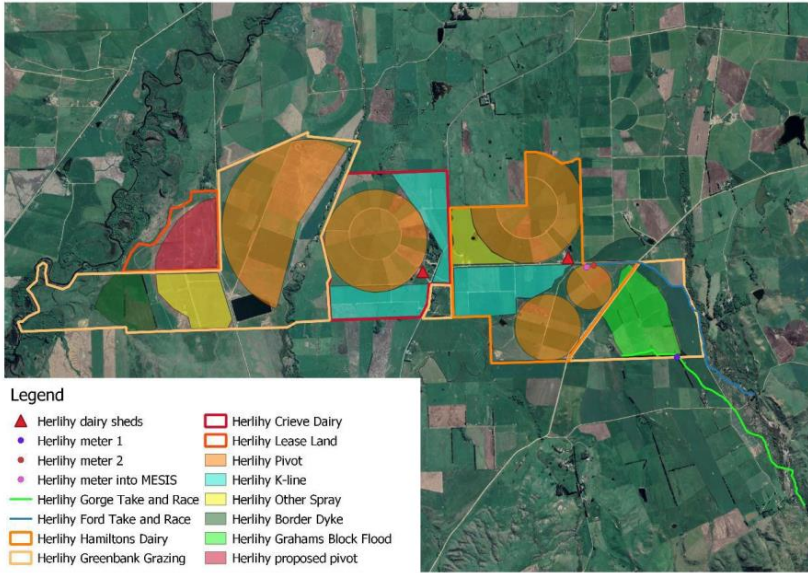 Legend
Herlihy dairy sheds
Herlihy meter 1
Herlihy meter 2
Herlihy meter into MESIS
Herlihy Gorge Take and Race
Herlihy Ford Take and Race
Herlihy Hamiltons Dairy
Herlihy Greenbank Grazing
Herlihy Crieve Dairy
Herlihy Lease Land
Herlihy Pivot
Herlihy K-line
Herlihy Other Spray
Herlihy Border Dyke
Herlihy Grahams Block Flood
Herlihy proposed pivot